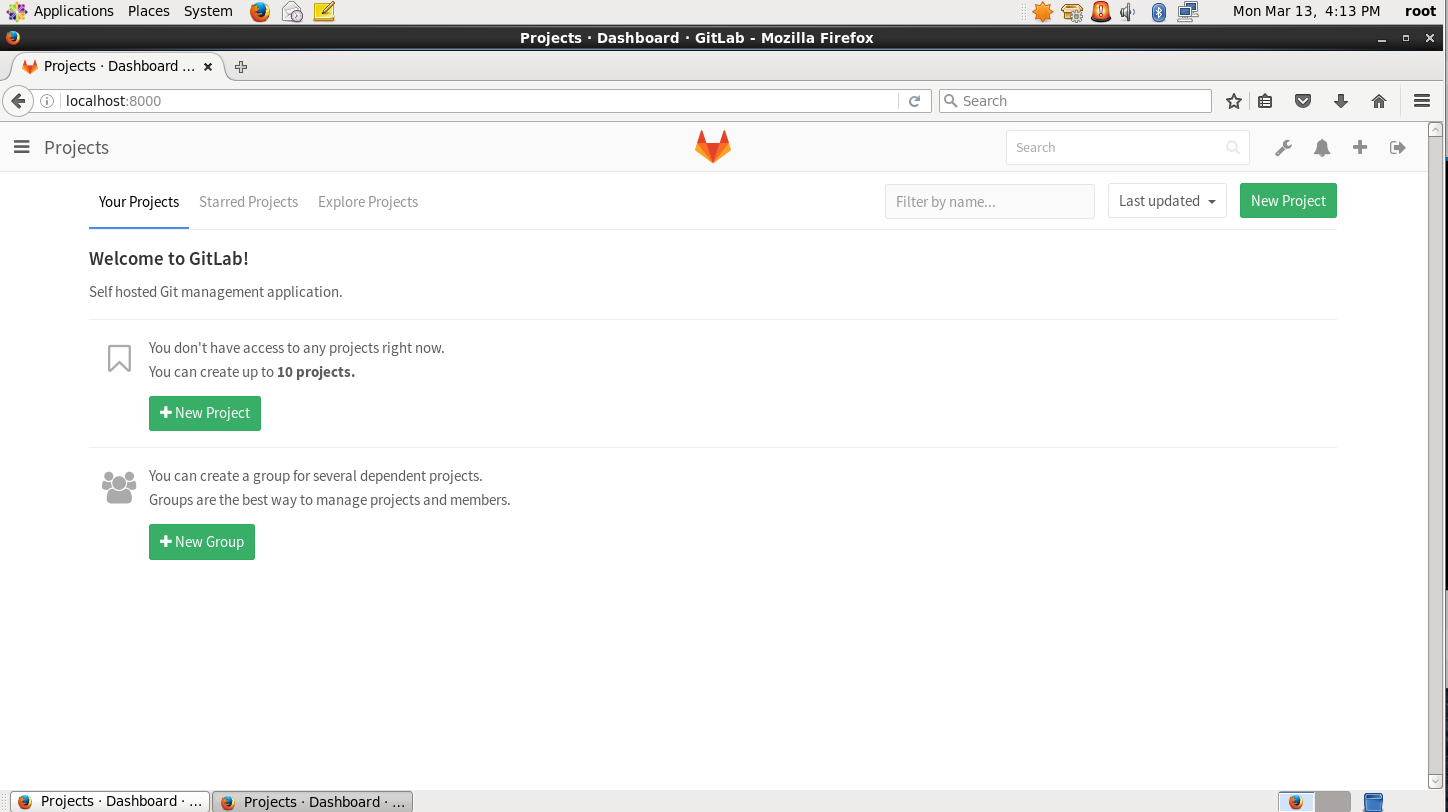 Applications Places System Mon Mar 13, 4:13 PM root
Projects · Dashboard · GitLab - Mozilla Firefox
Projects · Dashboard ...
localhost:8000 Search
Projects Search
Your Projects Starred Projects Explore Projects Filter by name... Last updated New Project
Welcome to GitLab!
Self hosted Git management application.
You don't have access to any projects right now.
You can create up to 10 projects.
New Project
You can create a group for several dependent projects.
Groups are the best way to manage projects and members.
New Group
Projects · Dashboard · ... Projects · Dashboard · ...